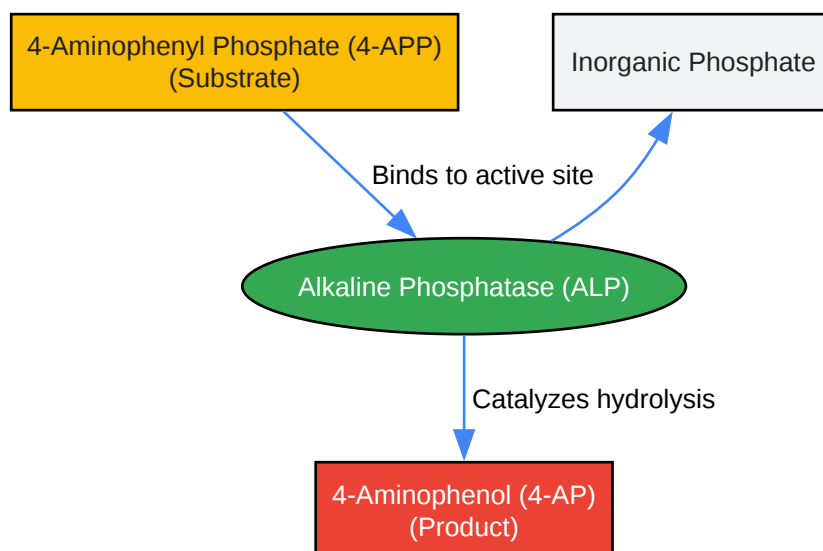 4-Aminophenyl Phosphate (4-APP)
(Substrate)
Inorganic Phosphate
Binds to active site
Alkaline Phosphatase (ALP)
Catalyzes hydrolysis
4-Aminophenol (4-AP)
(Product)